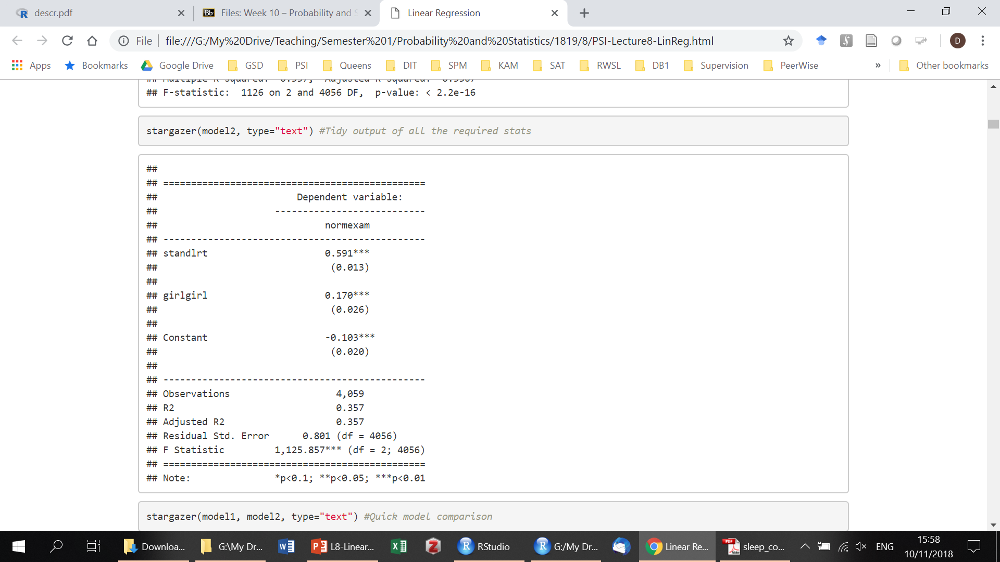 descr.pdf
Files: Week 10 – Probability and S
Linear Regression
File
file:///G:/My%20Drive/Teaching/Semester%201/Probability%20and%20Statistics/1819/8/PSI-Lecture8-LinReg.html
D
Apps
Bookmarks
Google Drive
GSD
PSI
Queens
DIT
SPM
KAM
SAT
RWSL
DB1
Supervision
PeerWise
»
Other bookmarks
## F-statistic:  1126 on 2 and 4056 DF,  p-value: < 2.2e-16
stargazer(model2, type="text") #Tidy output of all the required stats
##
## ===============================================
##                         Dependent variable:
##                     ---------------------------
##                              normexam
## -----------------------------------------------
## standlrt                     0.591***
##                               (0.013)
##
## girlgirl                     0.170***
##                               (0.026)
##
## Constant                     -0.103***
##                               (0.020)
##
## -----------------------------------------------
## Observations                   4,059
## R2                             0.357
## Adjusted R2                    0.357
## Residual Std. Error      0.801 (df = 4056)
## F Statistic         1,125.857*** (df = 2; 4056)
## ===============================================
## Note:               *p<0.1; **p<0.05; ***p<0.01
stargazer(model1, model2, type="text") #Quick model comparison
Downloa...
G:\My Dr...
L8-Linear...
RStudio
G:/My Dr...
Linear Re...
sleep_co...
ENG
15:58
10/11/2018